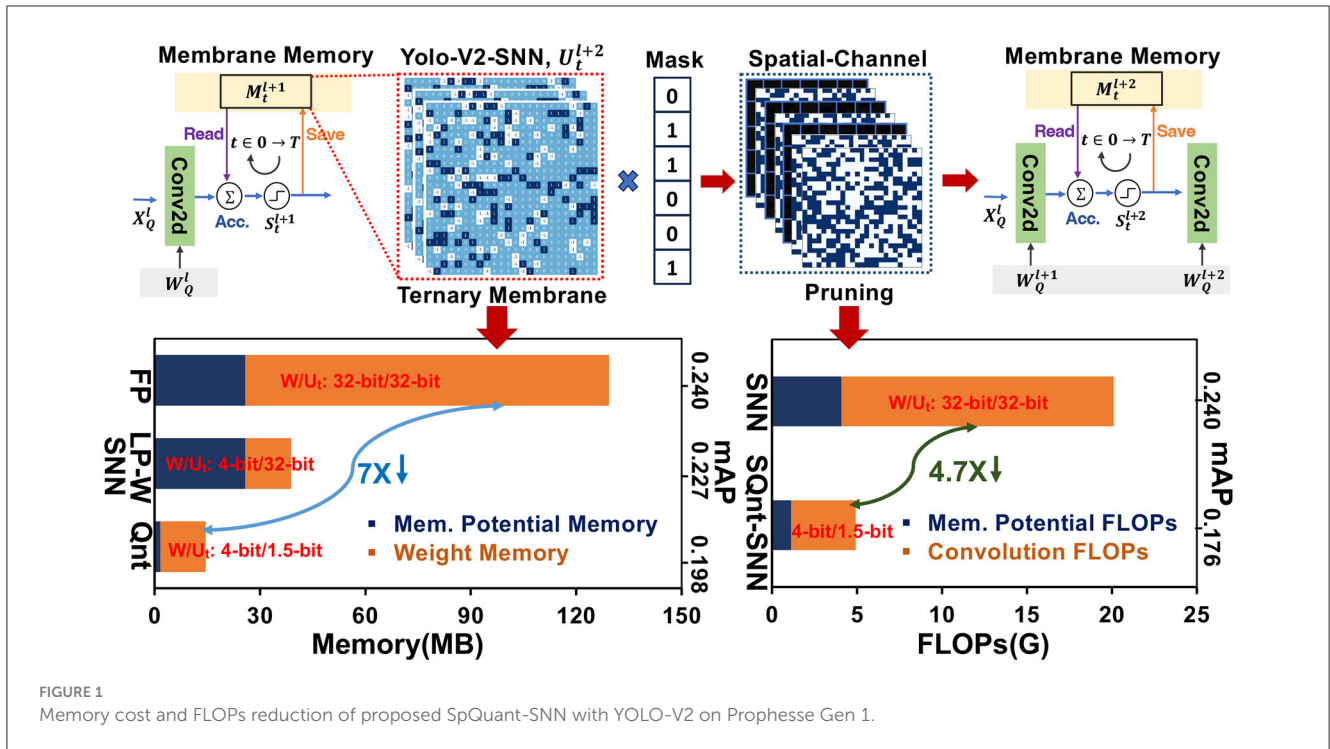 Membrane Memory
M_t^{l+1}
Read
Save
t ∈ 0 → T
Conv2d
X_Q^l
Σ
Acc.
S_t^{l+1}
W_Q^l
Yolo-V2-SNN, U_t^{l+2}
Ternary Membrane
Mask
0
1
1
0
0
1
Spatial-Channel
Pruning
Membrane Memory
M_t^{l+2}
Read
Save
t ∈ 0 → T
Conv2d
X_Q^l
Σ
Acc.
S_t^{l+2}
Conv2d
W_Q^{l+1}
W_Q^{l+2}
FP
LP-W
SNN
Qnt
W/U_t: 32-bit/32-bit
W/U_t: 4-bit/32-bit
W/U_t: 4-bit/1.5-bit
7X↓
Mem. Potential Memory
Weight Memory
0.240
0.227
0.198
mAP
0 30 60 90 120 150
Memory(MB)
SNN
SQnt-SNN
W/U_t: 32-bit/32-bit
4-bit/1.5-bit
4.7X↓
Mem. Potential FLOPs
Convolution FLOPs
0.240
0.176
mAP
0 5 10 15 20 25
FLOPs(G)
FIGURE 1
Memory cost and FLOPs reduction of proposed SpQuant-SNN with YOLO-V2 on Prophesse Gen 1.